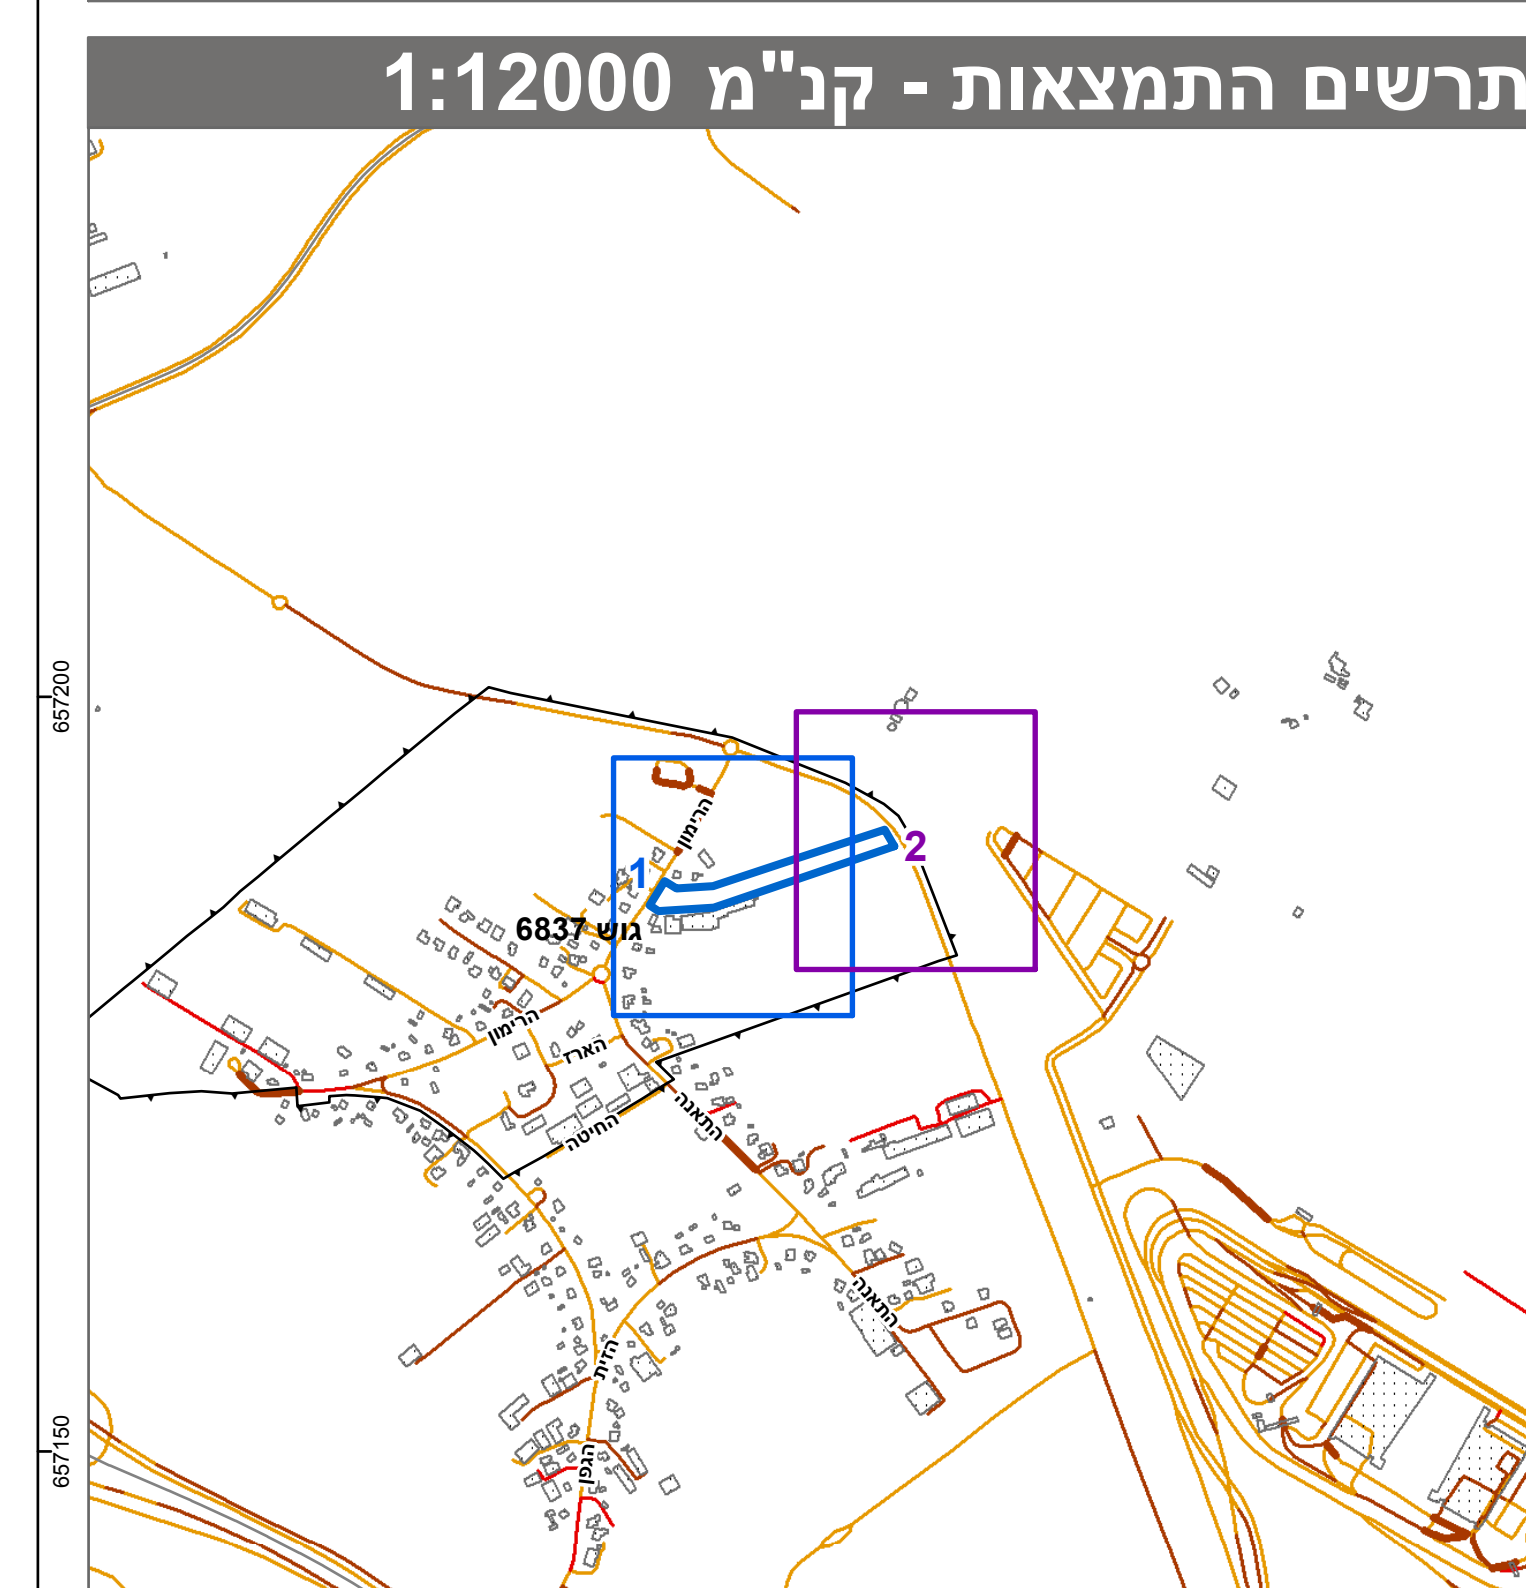 תרשים התמצאות - קנ"מ 1:12000
657200
הרימון
2
1
גוש 6837
הרימון
הארז
התאנה
החיטה
התאנה
הזית
657150
הגפן